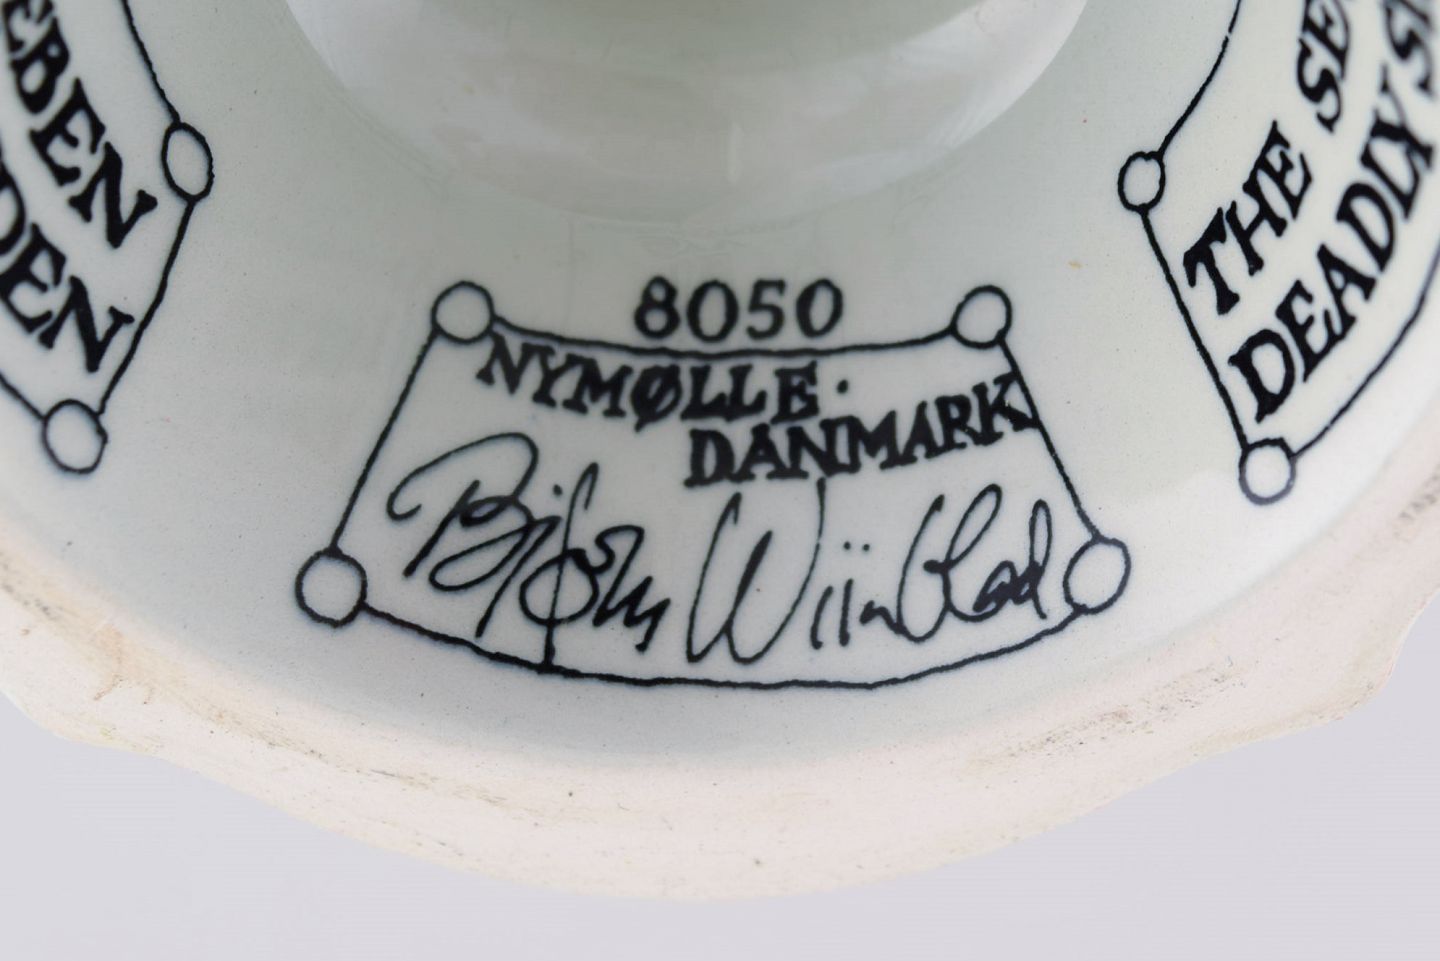 EBEN
DEN
8050
NYMØLLE·
DANMARK
Bjørn Wiinblad
THE SE
DEADLY S